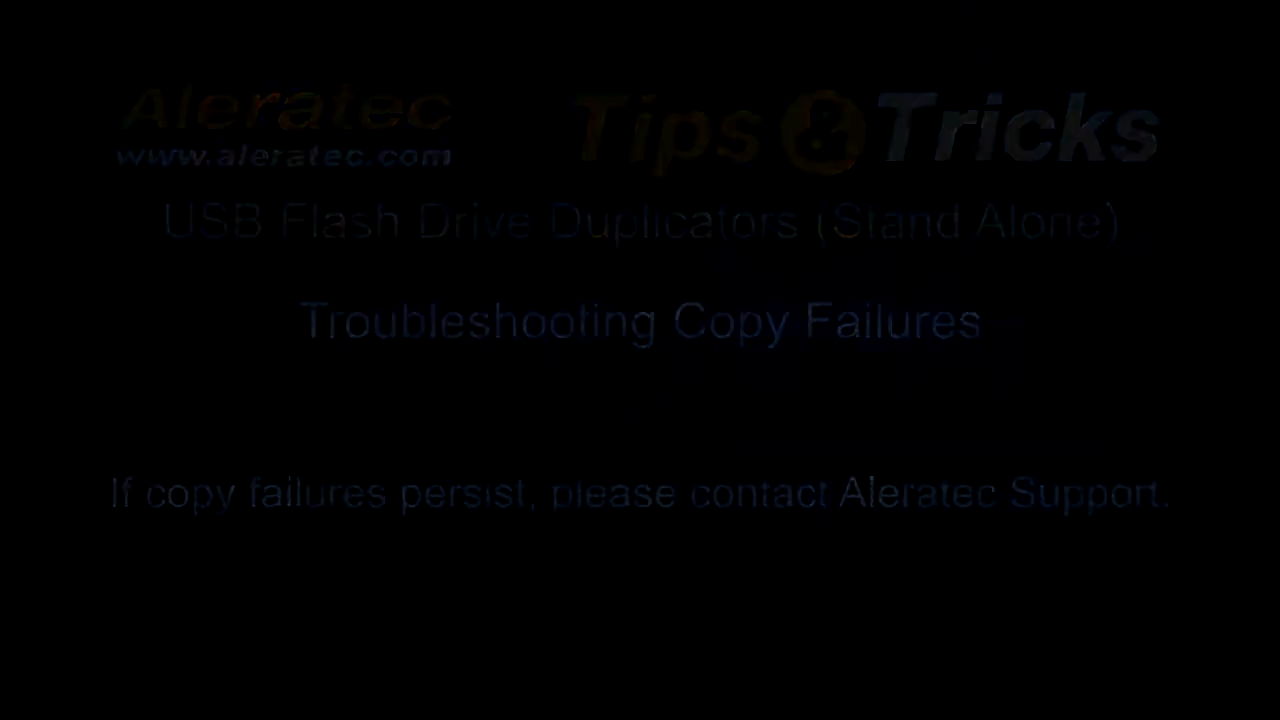 Aleratec Tips & Tricks
www.aleratec.com
USB Flash Drive Duplicators (Stand Alone)
Troubleshooting Copy Failures
If copy failures persist, please contact Aleratec Support.